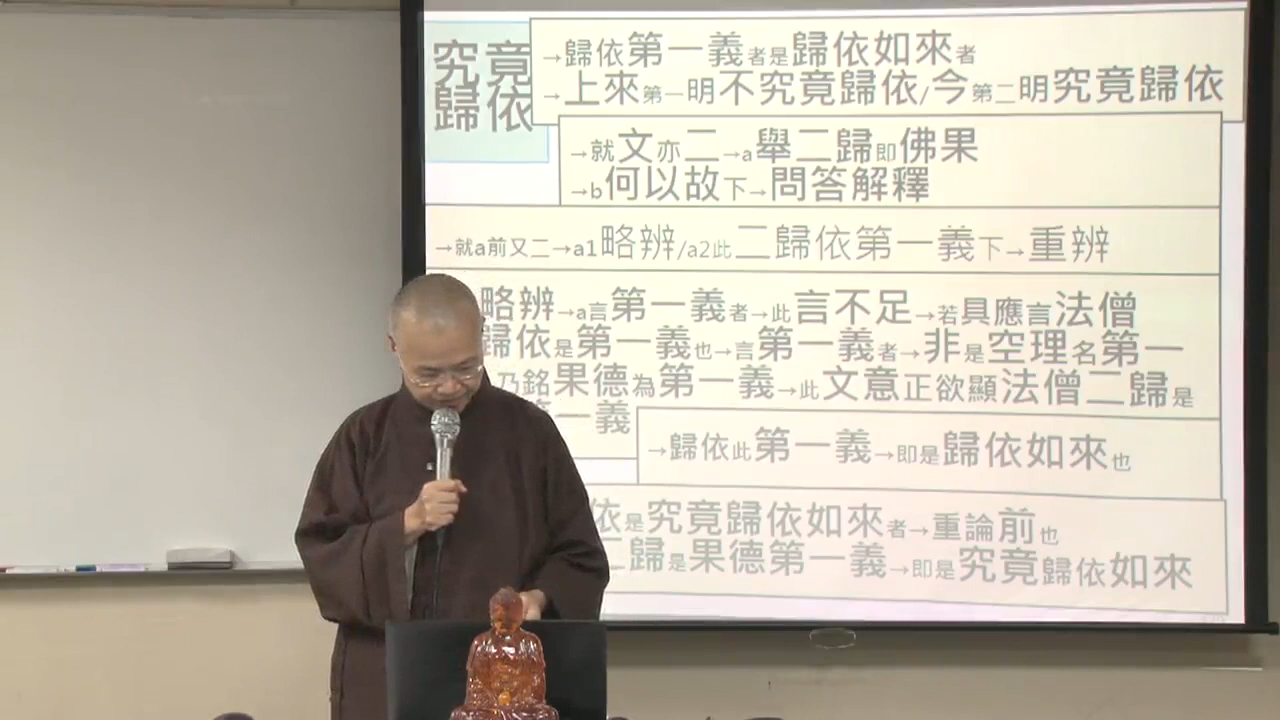 究竟
歸依
→歸依第一義者是歸依如來者
→上來第一明不究竟歸依/今第二明究竟歸依
→就文亦二→a舉二歸即佛果
→b何以故下→問答解釋
→就a前又二→a1略辨/a2此二歸依第一義下→重辨
略辨→a言第一義者→此言不足→若具應言法僧
歸依是第一義也→言第一義者→非是空理名第一
乃銘果德為第一義→此文意正欲顯法僧二歸是
第一義
→歸依此第一義→即是歸依如來也
依是究竟歸依如來者→重論前也
二歸是果德第一義→即是究竟歸依如來